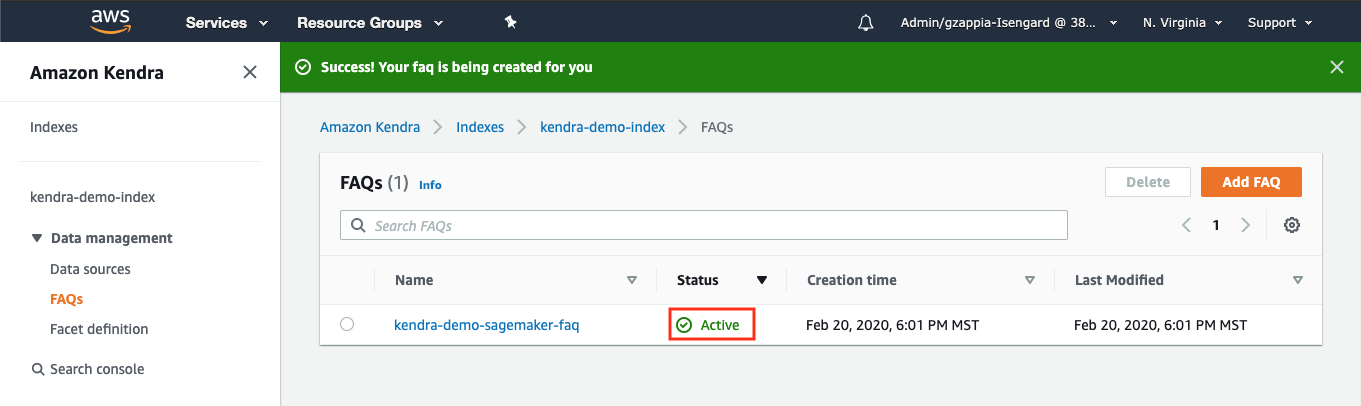 aws Services Resource Groups Admin/gzappia-Isengard @ 38... N. Virginia Support
Amazon Kendra
Success! Your faq is being created for you
Indexes
kendra-demo-index
Data management
Data sources
FAQs
Facet definition
Search console
Amazon Kendra Indexes kendra-demo-index FAQs
FAQs (1) Info Delete Add FAQ
Search FAQs 1
Name Status Creation time Last Modified
kendra-demo-sagemaker-faq Active Feb 20, 2020, 6:01 PM MST Feb 20, 2020, 6:01 PM MST